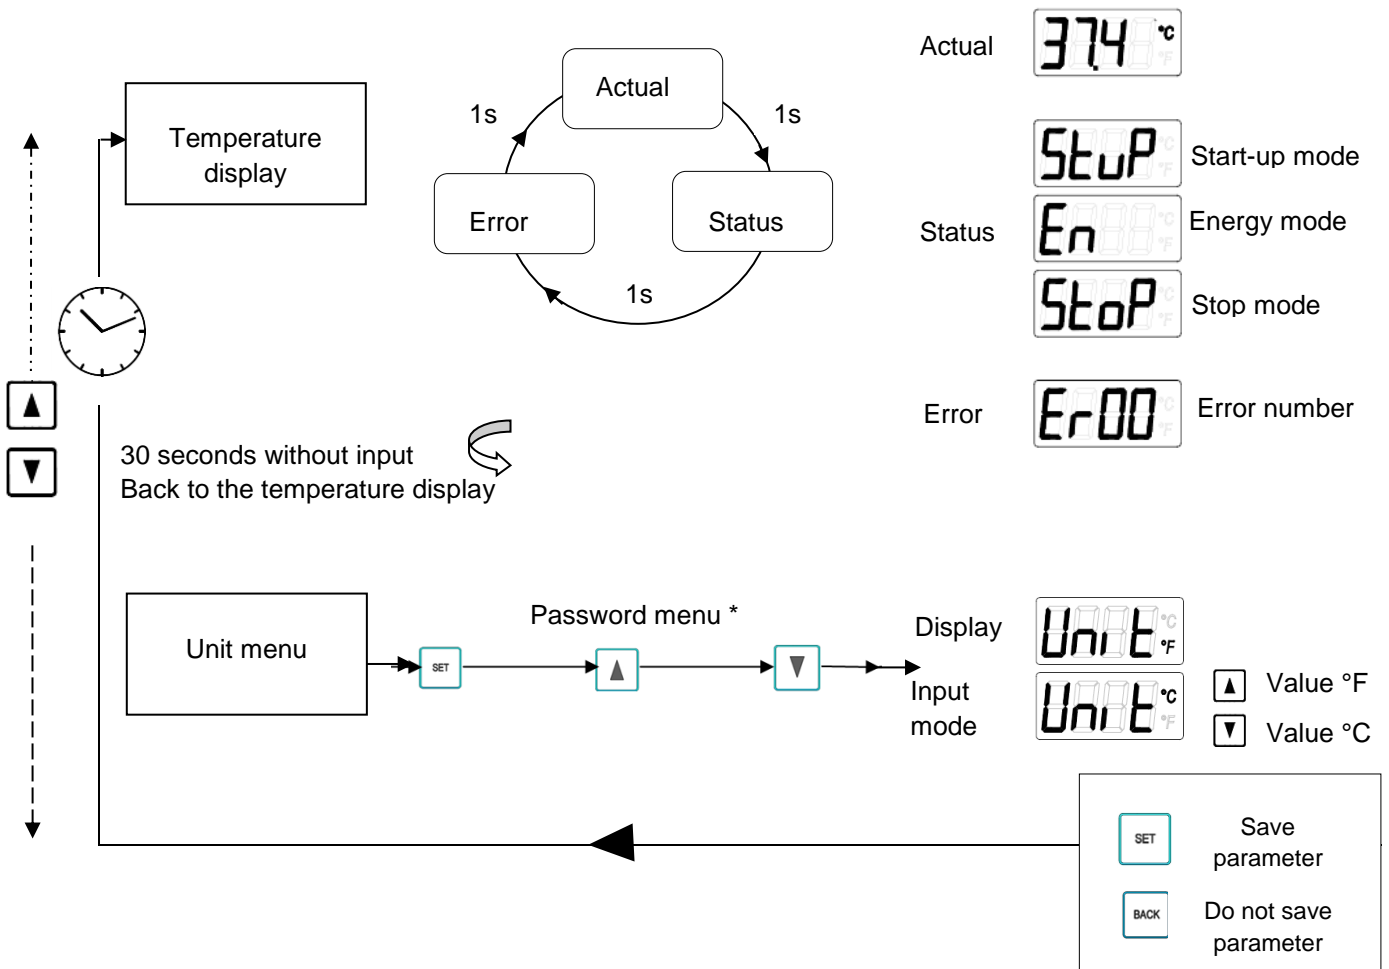 Actual
37.4 °C
°F
Temperature
display
Actual
1s
1s
Error
Status
1s
Status
StuP °C °F
Start-up mode
En °C °F
Energy mode
StoP °C °F
Stop mode
Error
Er00 °C °F
Error number
30 seconds without input
Back to the temperature display
Unit menu
SET
Password menu *
Display
Unit °C °F
Input
mode
Unit °C °F
Value °F
Value °C
SET
Save
parameter
BACK
Do not save
parameter